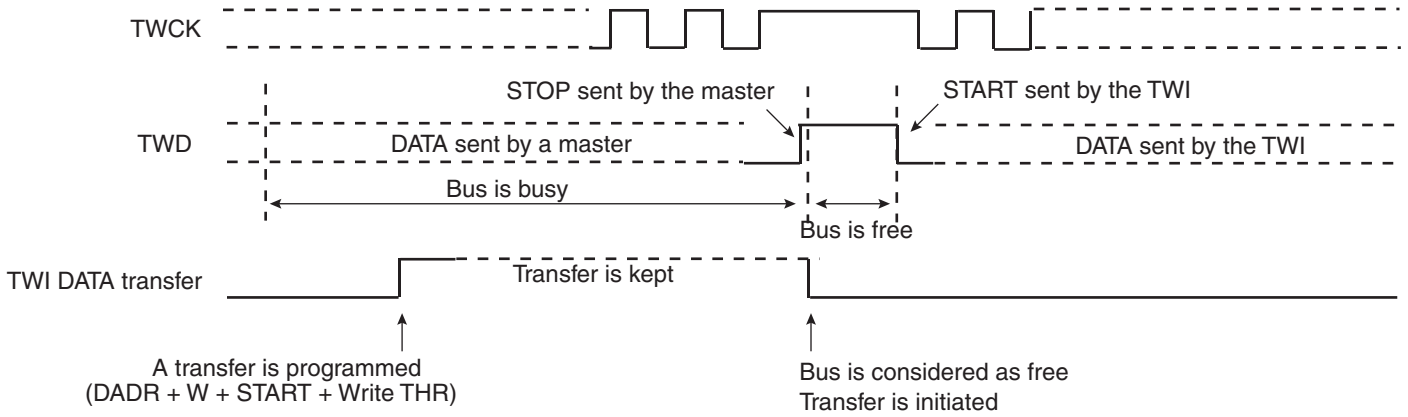 TWCK
STOP sent by the master
START sent by the TWI
TWD
DATA sent by a master
DATA sent by the TWI
Bus is busy
Bus is free
TWI DATA transfer
Transfer is kept
A transfer is programmed
(DADR + W + START + Write THR)
Bus is considered as free
Transfer is initiated